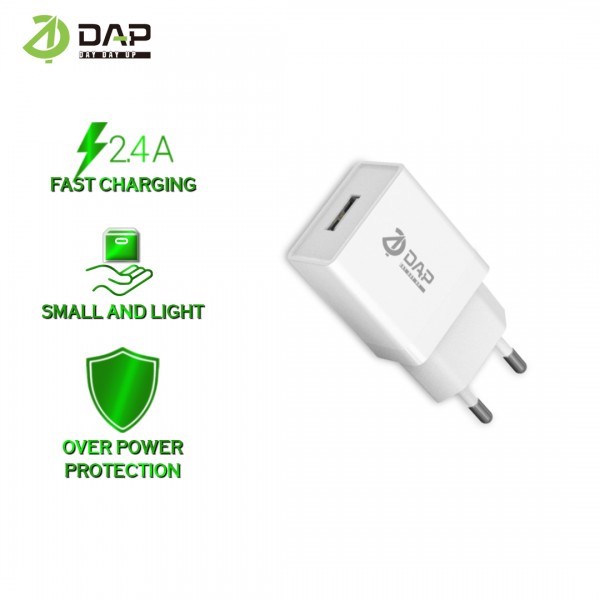 DAP
DAY DAY UP
2.4A
FAST CHARGING
SMALL AND LIGHT
OVER POWER
PROTECTION
DAP